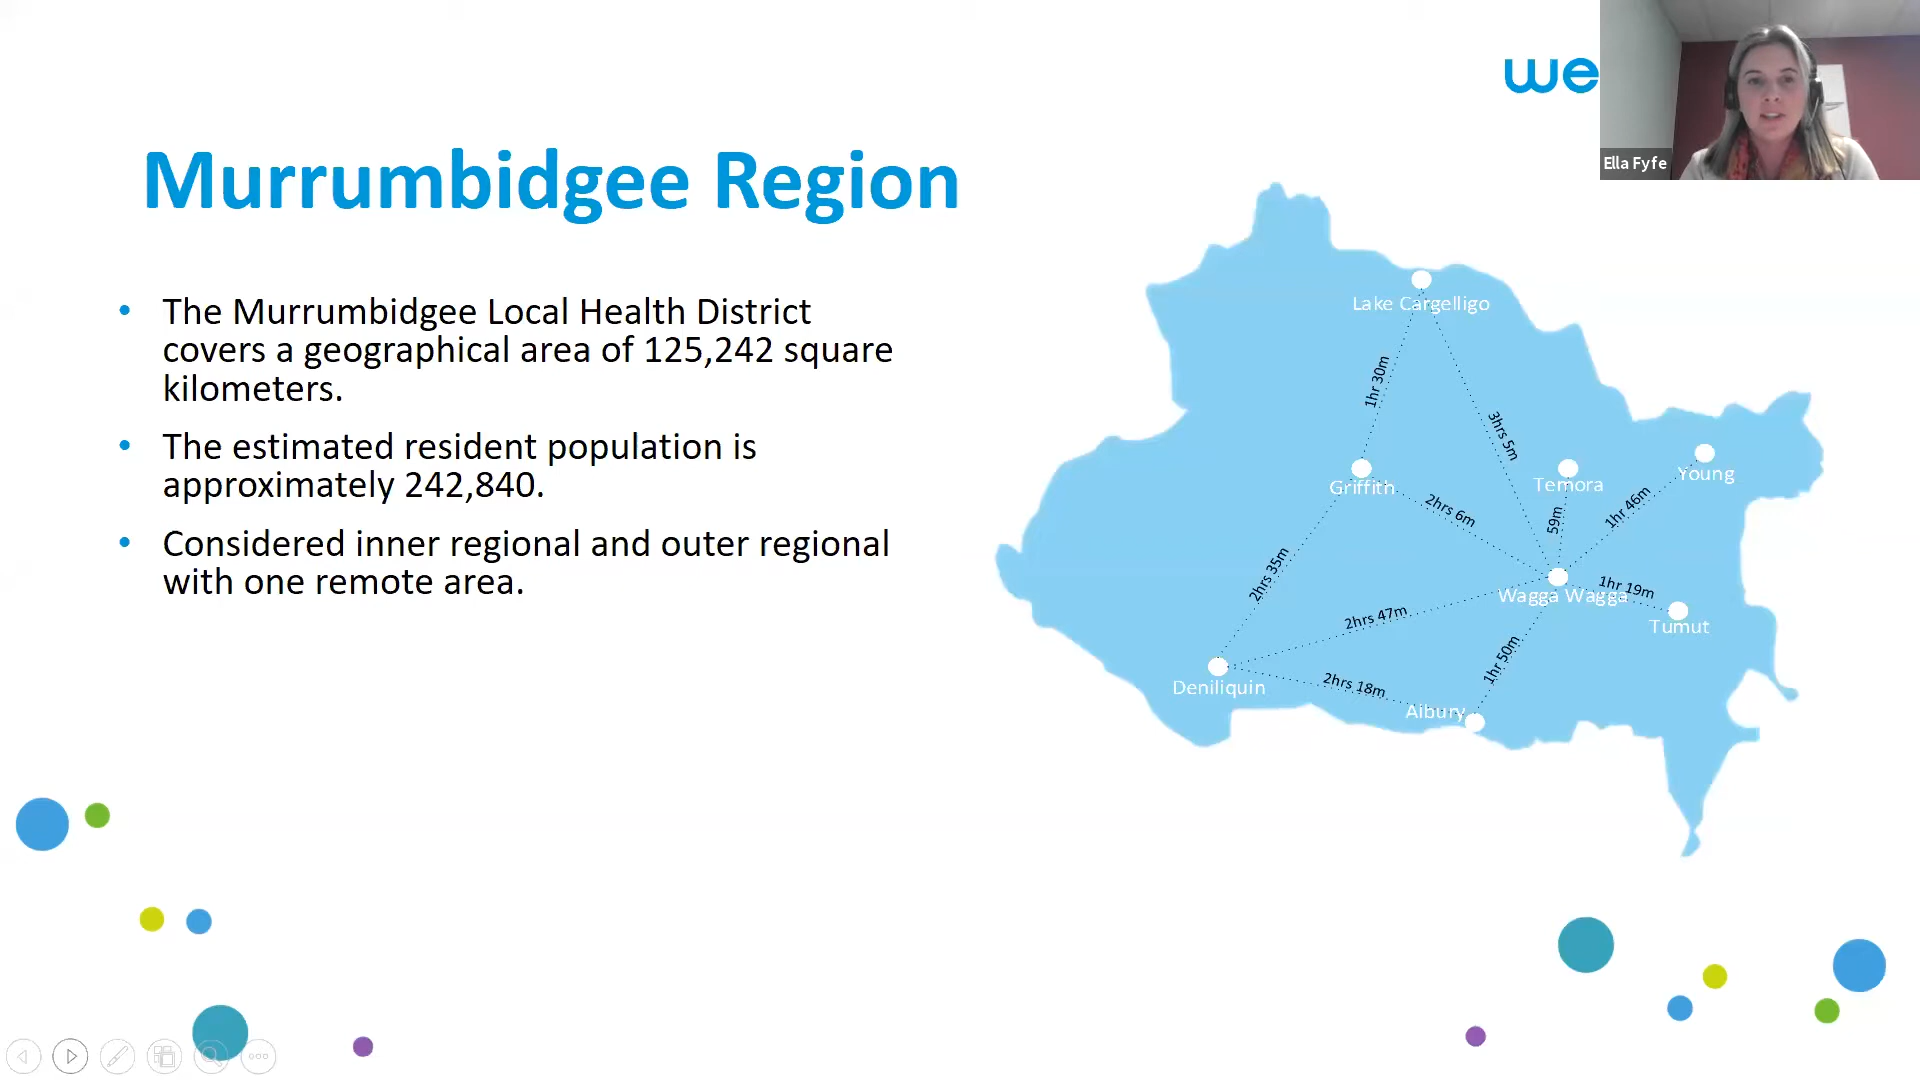 we
Ella Fyfe
Murrumbidgee Region
• The Murrumbidgee Local Health District
covers a geographical area of 125,242 square
kilometers.
• The estimated resident population is
approximately 242,840.
• Considered inner regional and outer regional
with one remote area.
Lake Cargelligo
1hr 30m
3hrs 5m
Griffith
Temora
Young
2hrs 6m
59m
1hr 46m
2hrs 35m
Wagga Wagga
1hr 19m
2hrs 47m
Tumut
1hr 50m
Deniliquin
2hrs 18m
Albury